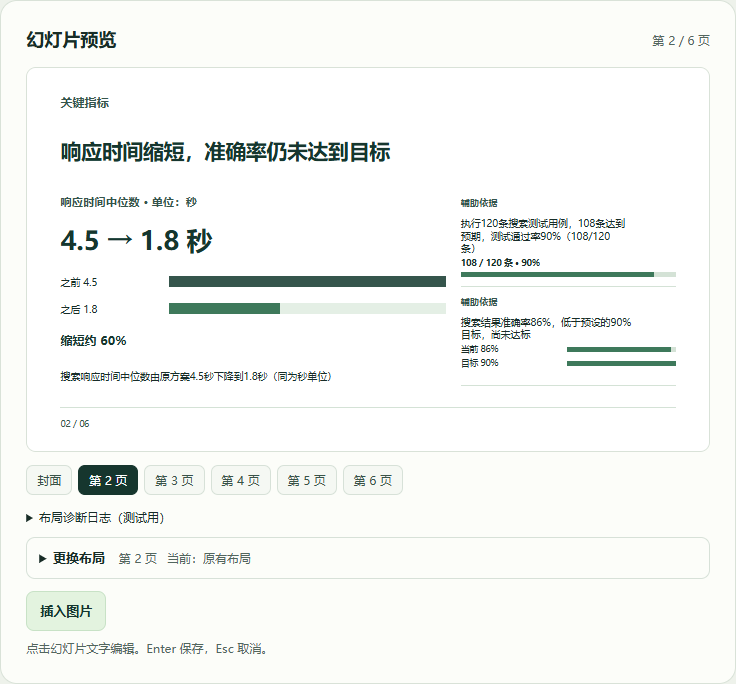 幻灯片预览
第 2 / 6 页
关键指标
响应时间缩短，准确率仍未达到目标
响应时间中位数 • 单位：秒
4.5 → 1.8 秒
之前 4.5
之后 1.8
缩短约 60%
搜索响应时间中位数由原方案4.5秒下降到1.8秒（同为秒单位）
辅助依据
执行120条搜索测试用例，108条达到
预期，测试通过率90%（108/120
条）
108 / 120 条 • 90%
辅助依据
搜索结果准确率86%，低于预设的90%
目标，尚未达标
当前 86%
目标 90%
02 / 06
封面
第 2 页
第 3 页
第 4 页
第 5 页
第 6 页
▶ 布局诊断日志（测试用）
▶ 更换布局 第 2 页 当前：原有布局
插入图片
点击幻灯片文字编辑。Enter 保存，Esc 取消。